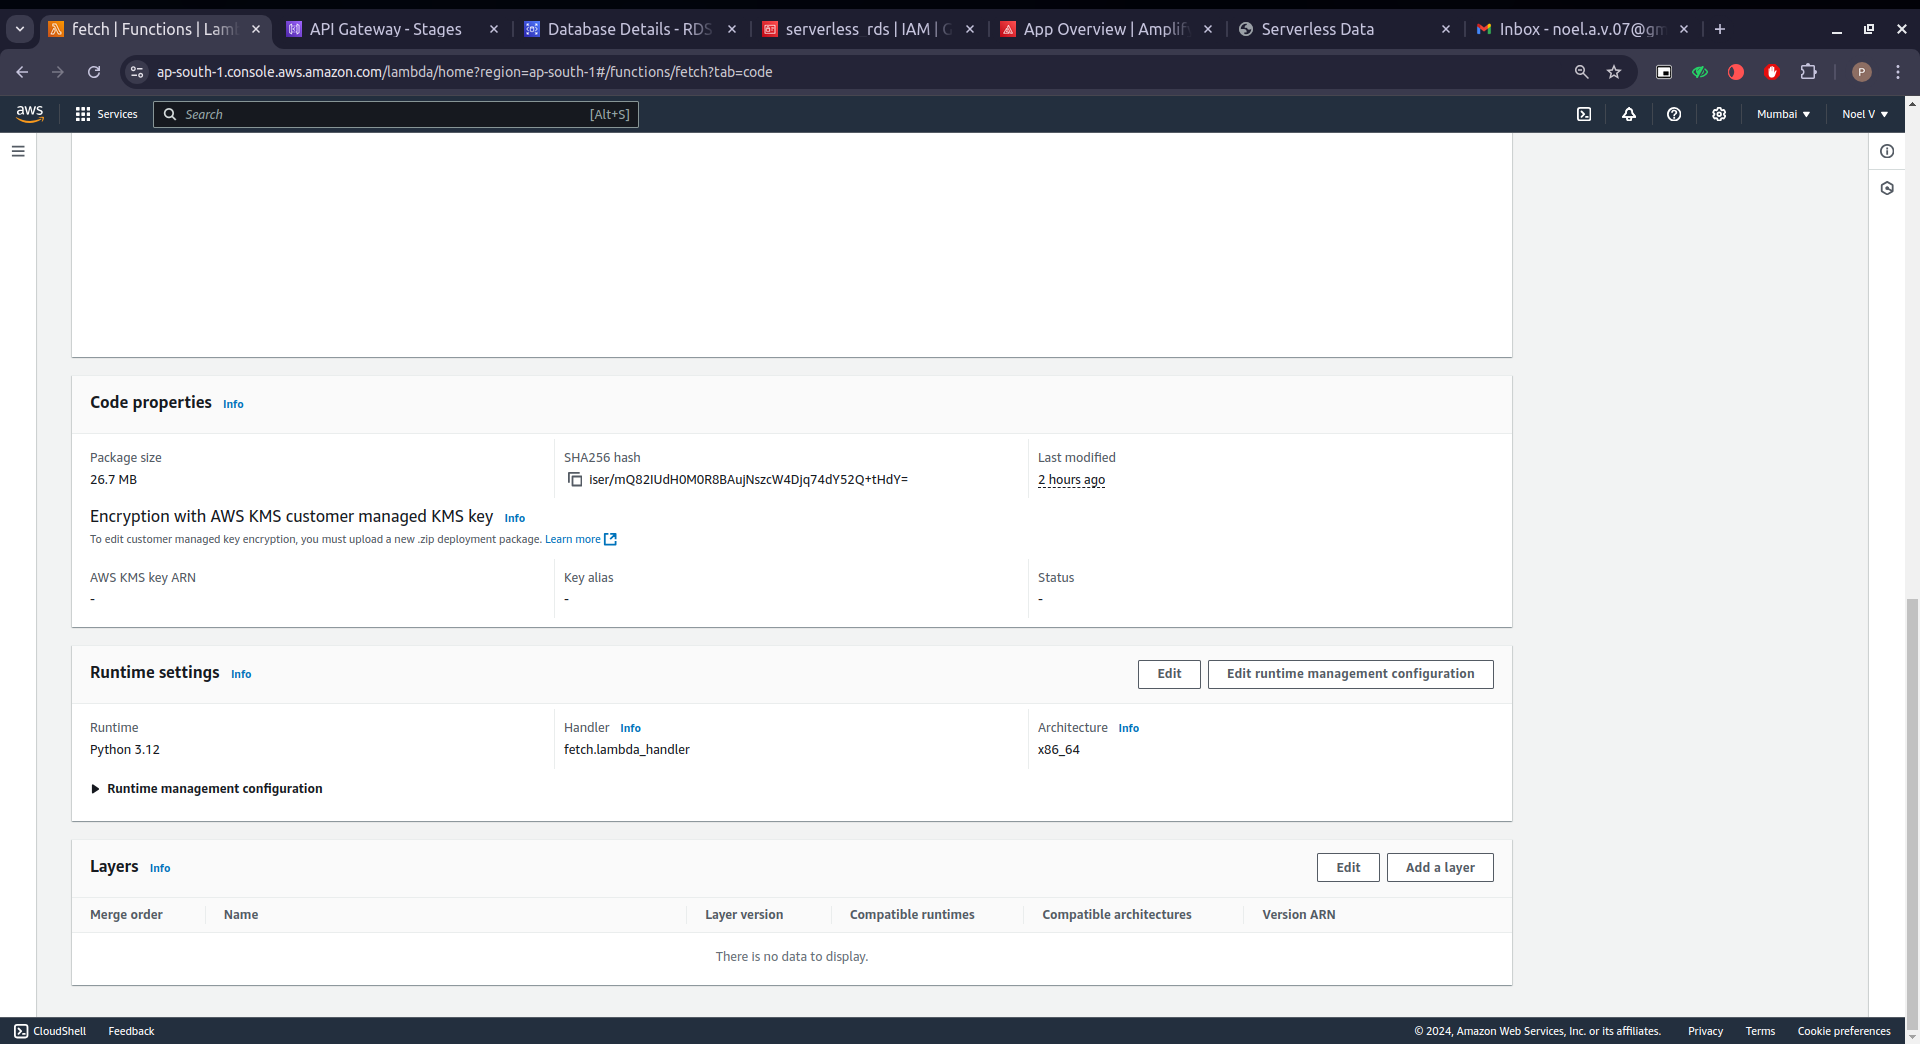 fetch | Functions | Lam
API Gateway - Stages
Database Details - RDS
serverless_rds | IAM | G
App Overview | Amplify
Serverless Data
Inbox - noel.a.v.07@gm
ap-south-1.console.aws.amazon.com/lambda/home?region=ap-south-1#/functions/fetch?tab=code
P
aws
Services
Search
[Alt+S]
Mumbai
Noel V
Code properties Info
Package size
26.7 MB
SHA256 hash
iser/mQ82IUdH0M0R8BAujNszcW4Djq74dY52Q+tHdY=
Last modified
2 hours ago
Encryption with AWS KMS customer managed KMS key Info
To edit customer managed key encryption, you must upload a new .zip deployment package. Learn more
AWS KMS key ARN
-
Key alias
-
Status
-
Runtime settings Info
Edit
Edit runtime management configuration
Runtime
Python 3.12
Handler Info
fetch.lambda_handler
Architecture Info
x86_64
Runtime management configuration
Layers Info
Edit
Add a layer
Merge order
Name
Layer version
Compatible runtimes
Compatible architectures
Version ARN
There is no data to display.
CloudShell
Feedback
© 2024, Amazon Web Services, Inc. or its affiliates.
Privacy
Terms
Cookie preferences